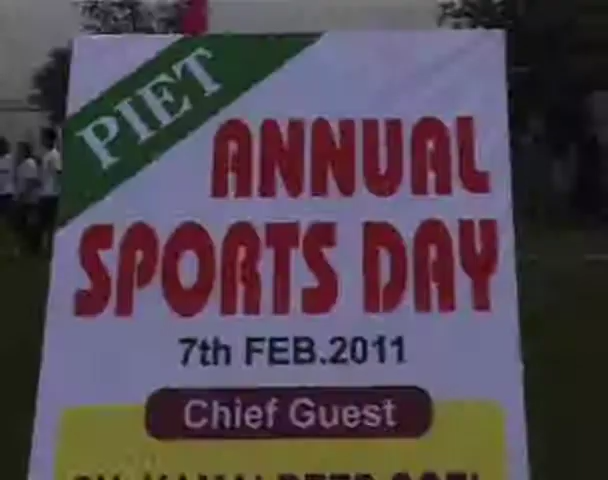 PIET
ANNUAL
SPORTS DAY
7th FEB.2011
Chief Guest